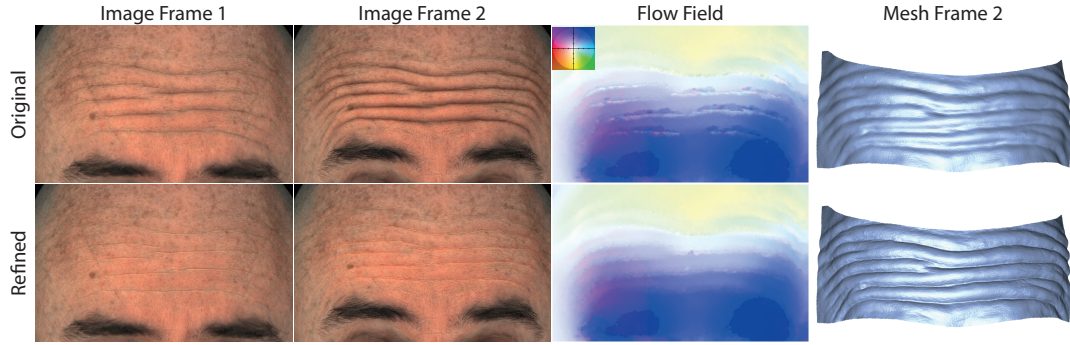 Image Frame 1
Image Frame 2
Flow Field
Mesh Frame 2
Original
Refined